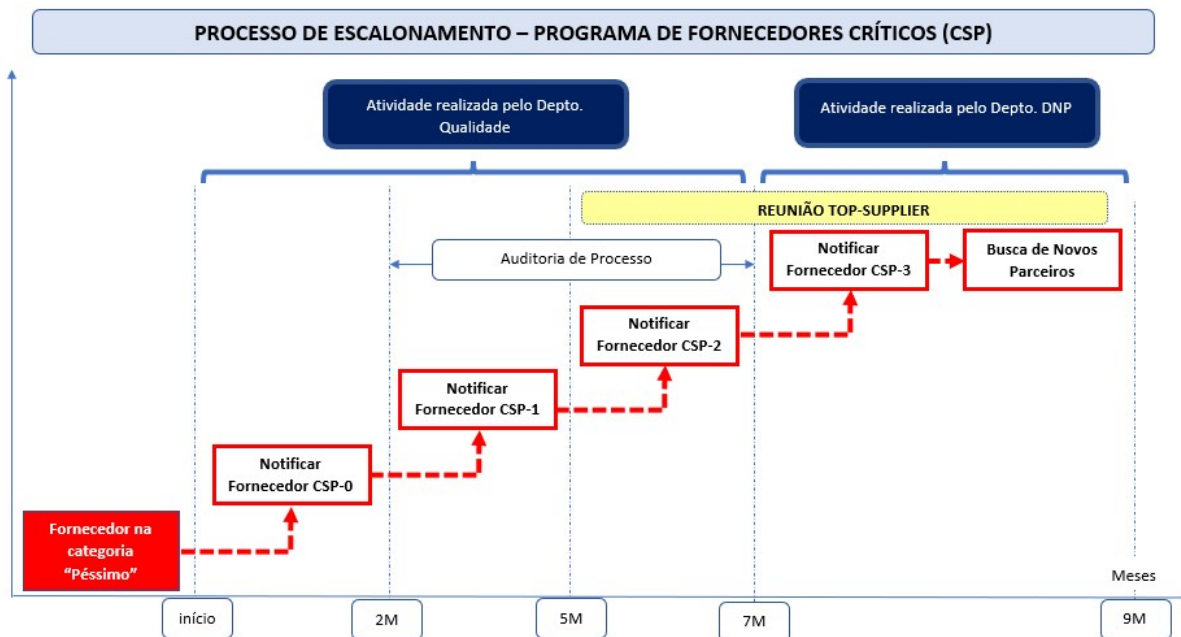 PROCESSO DE ESCALONAMENTO – PROGRAMA DE FORNECEDORES CRÍTICOS (CSP)
Atividade realizada pelo Depto.
Qualidade
Atividade realizada pelo Depto. DNP
REUNIÃO TOP-SUPPLIER
Auditoria de Processo
Notificar
Fornecedor CSP-3
Busca de Novos
Parceiros
Notificar
Fornecedor CSP-2
Notificar
Fornecedor CSP-1
Notificar
Fornecedor CSP-0
Fornecedor na
categoria
“Péssimo”
Meses
início
2M
5M
7M
9M